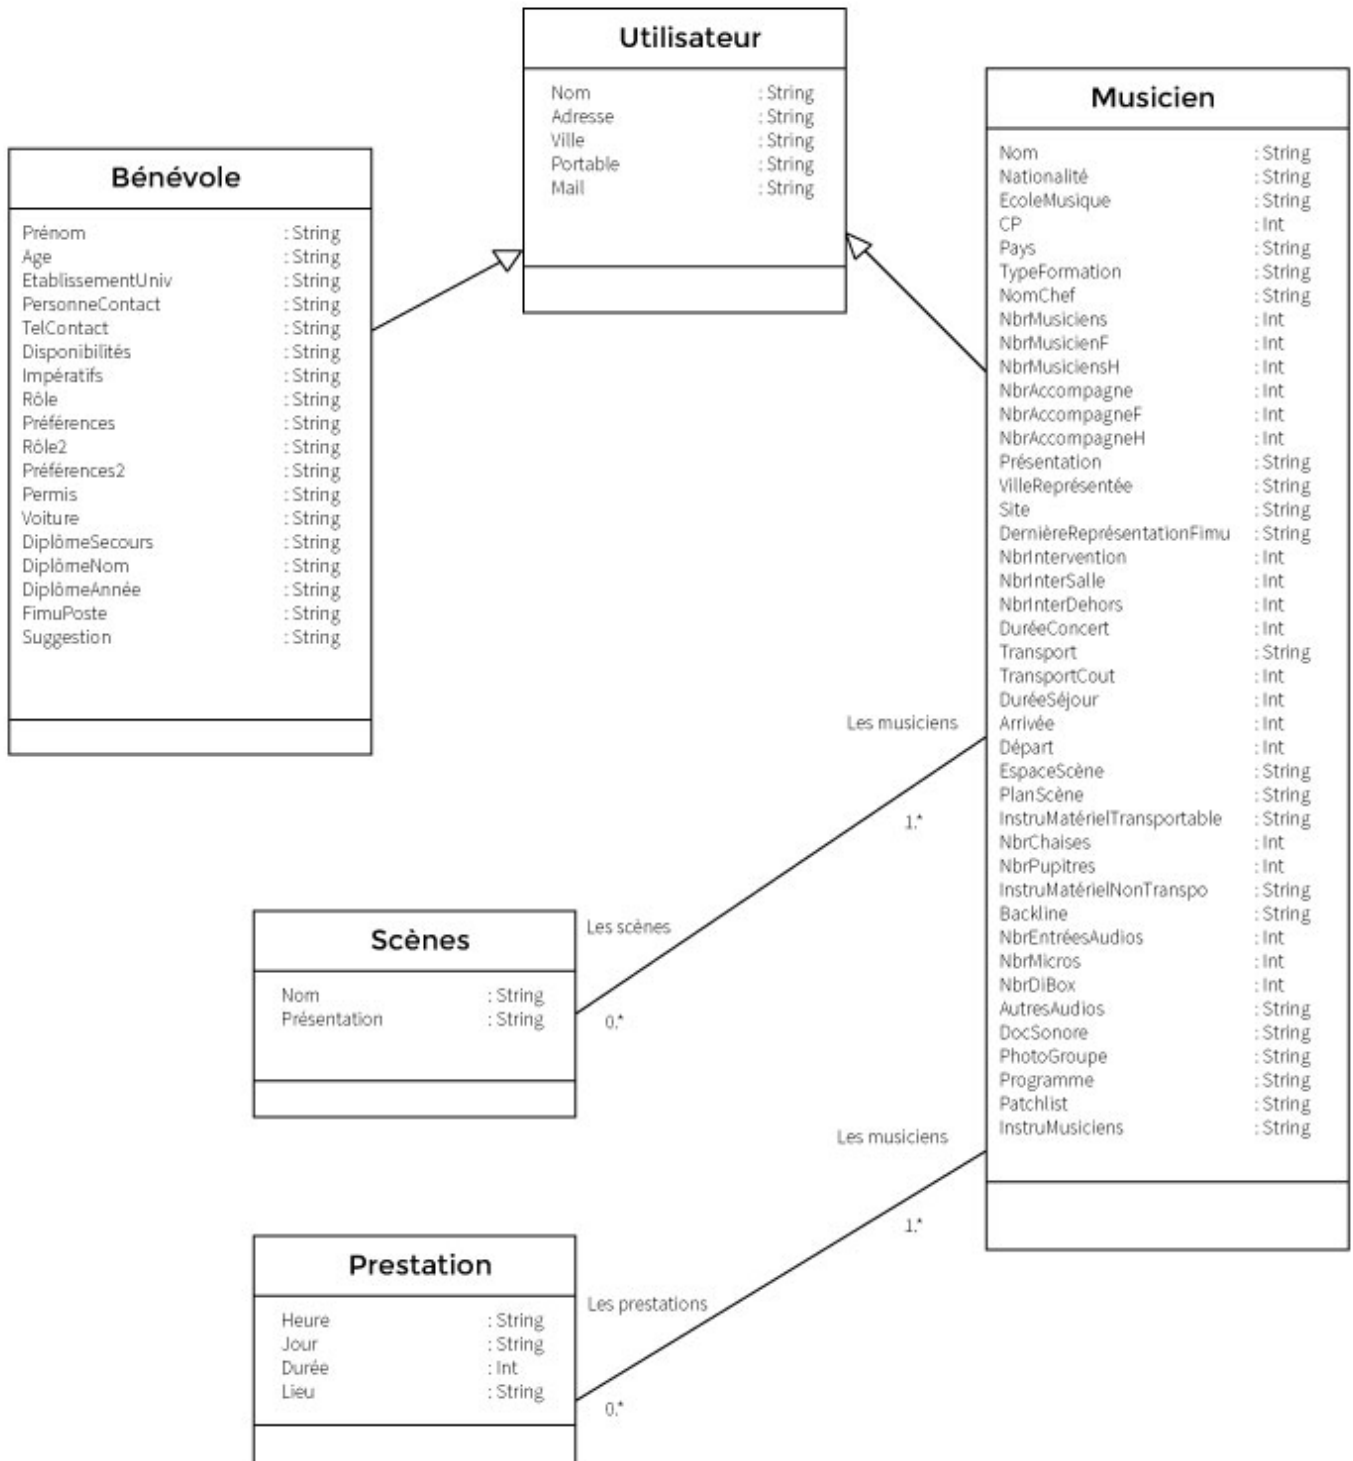 Utilisateur
Nom : String
Adresse : String
Ville : String
Portable : String
Mail : String
Bénévole
Prénom : String
Age : String
EtablissementUniv : String
PersonneContact : String
TelContact : String
Disponibilités : String
Impératifs : String
Rôle : String
Préférences : String
Rôle2 : String
Préférences2 : String
Permis : String
Voiture : String
DiplômeSecours : String
DiplômeNom : String
DiplômeAnnée : String
FimuPoste : String
Suggestion : String
Musicien
Nom : String
Nationalité : String
EcoleMusique : String
CP : Int
Pays : String
TypeFormation : String
NomChef : String
NbrMusiciens : Int
NbrMusicienF : Int
NbrMusiciensH : Int
NbrAccompagne : Int
NbrAccompagneF : Int
NbrAccompagneH : Int
Présentation : String
VilleReprésentée : String
Site : String
DernièreReprésentationFimu : String
NbrIntervention : Int
NbrInterSalle : Int
NbrInterDehors : Int
DuréeConcert : Int
Transport : String
TransportCout : Int
DuréeSéjour : Int
Arrivée : Int
Départ : Int
EspaceScène : String
PlanScène : String
InstruMatérielTransportable : String
NbrChaises : Int
NbrPupitres : Int
InstruMatérielNonTranspo : String
Backline : String
NbrEntréesAudios : Int
NbrMicros : Int
NbrDiBox : Int
AutresAudios : String
DocSonore : String
PhotoGroupe : String
Programme : String
Patchlist : String
InstruMusiciens : String
Les musiciens
1.*
Les scènes
0.*
Scènes
Nom : String
Présentation : String
Les musiciens
1.*
Les prestations
0.*
Prestation
Heure : String
Jour : String
Durée : Int
Lieu : String